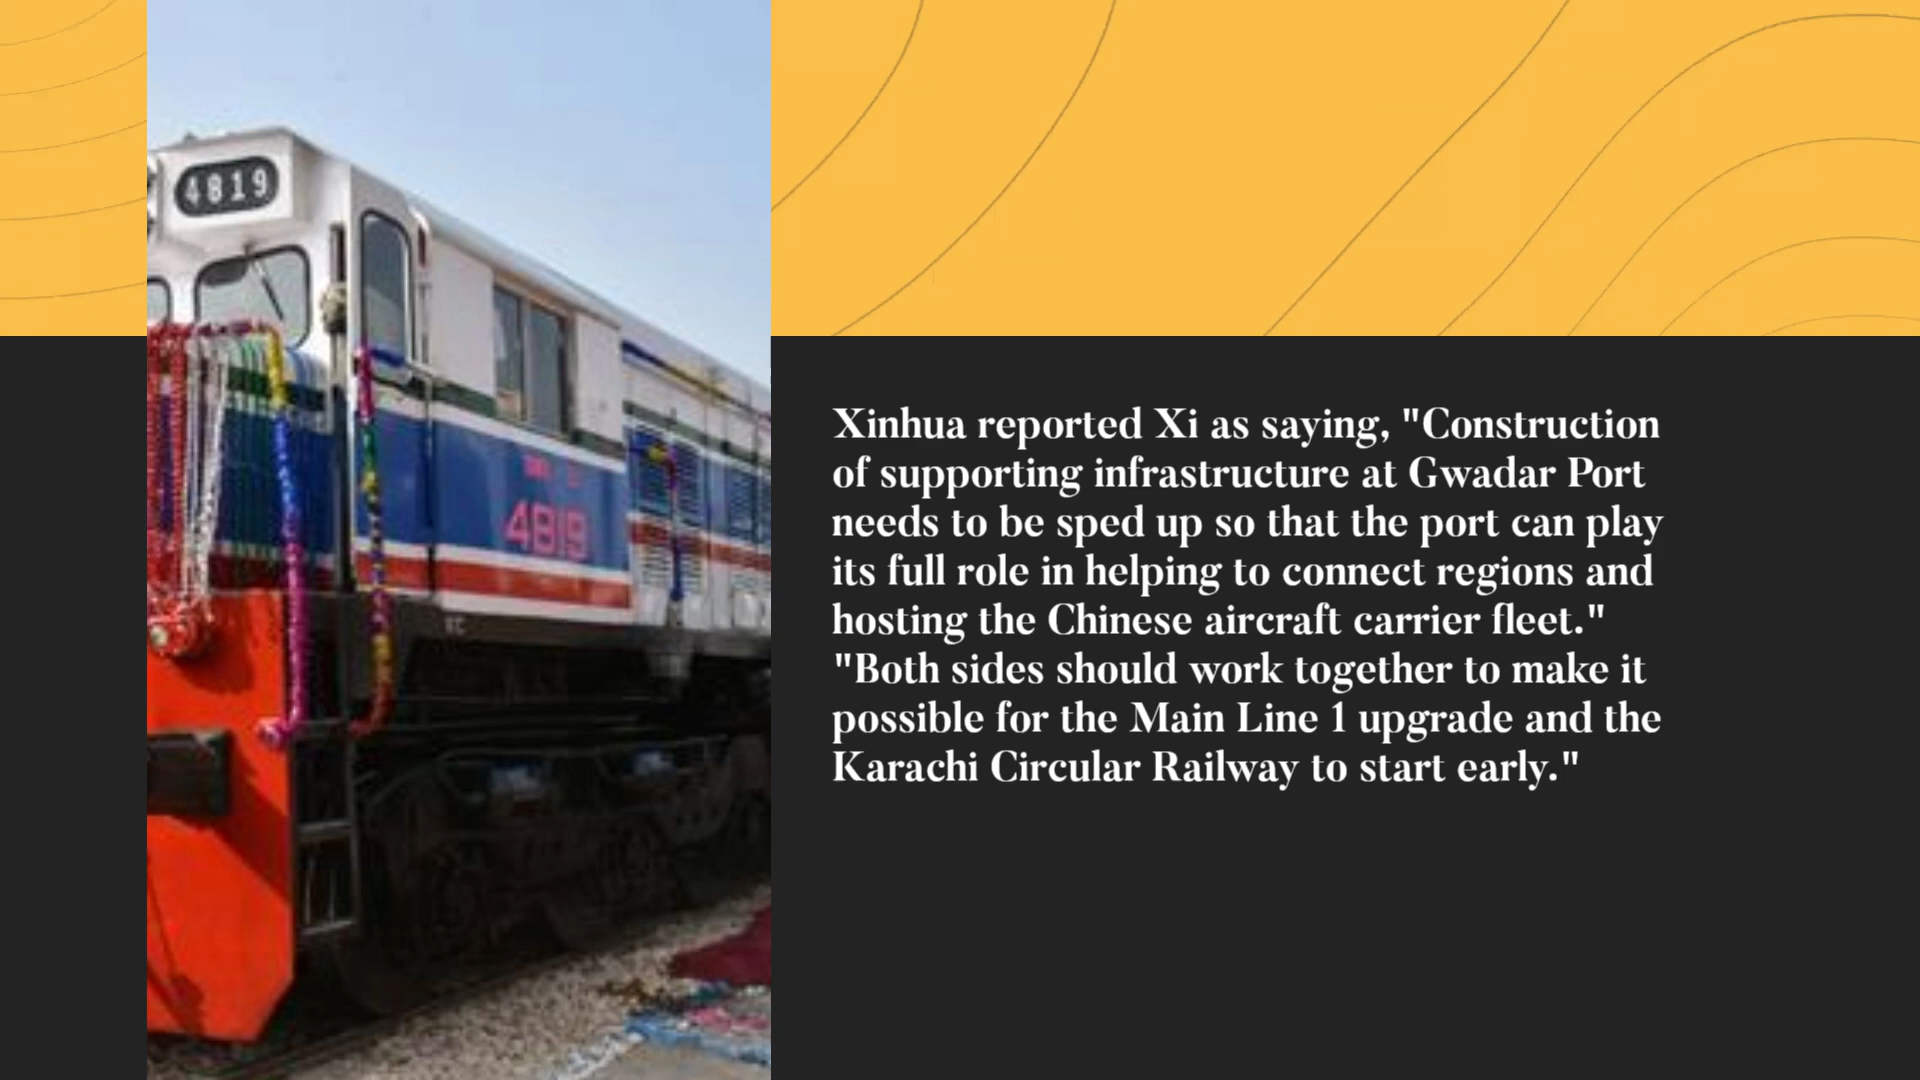 4819
4819
Xinhua reported Xi as saying, "Construction
of supporting infrastructure at Gwadar Port
needs to be sped up so that the port can play
its full role in helping to connect regions and
hosting the Chinese aircraft carrier fleet."
"Both sides should work together to make it
possible for the Main Line 1 upgrade and the
Karachi Circular Railway to start early."